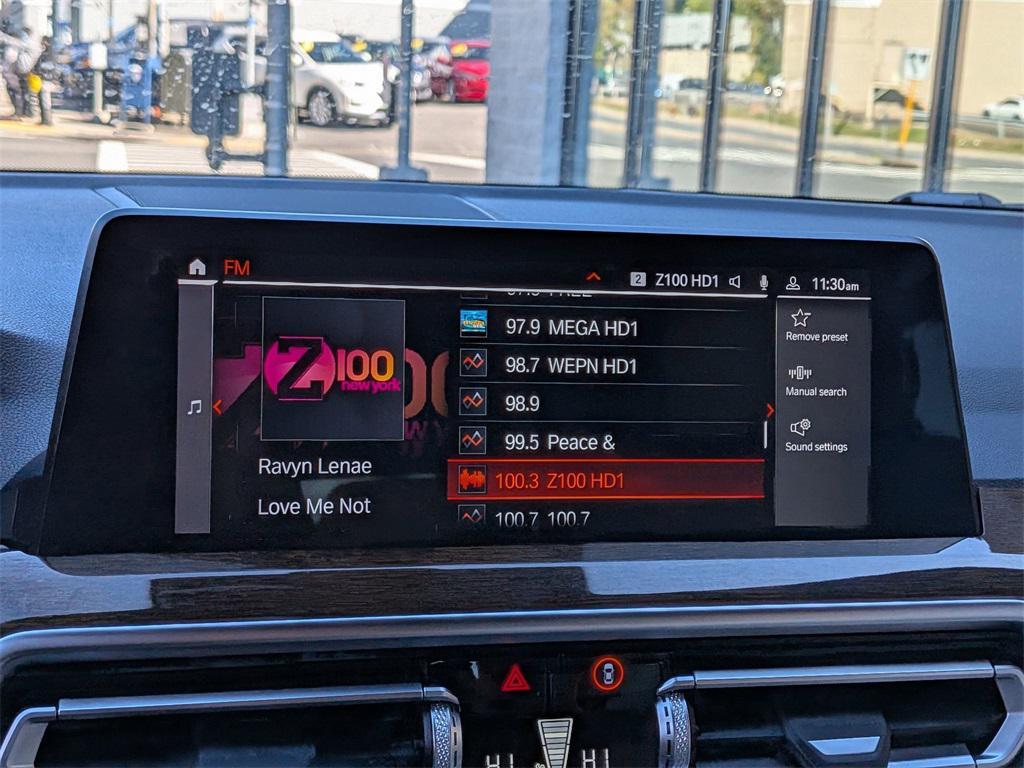 FM
2 Z100 HD1 11:30am
Z100
new york
Ravyn Lenae
Love Me Not
97.9 MEGA HD1
98.7 WEPN HD1
98.9
99.5 Peace &
100.3 Z100 HD1
100.7 100.7
Remove preset
Manual search
Sound settings
HI HI